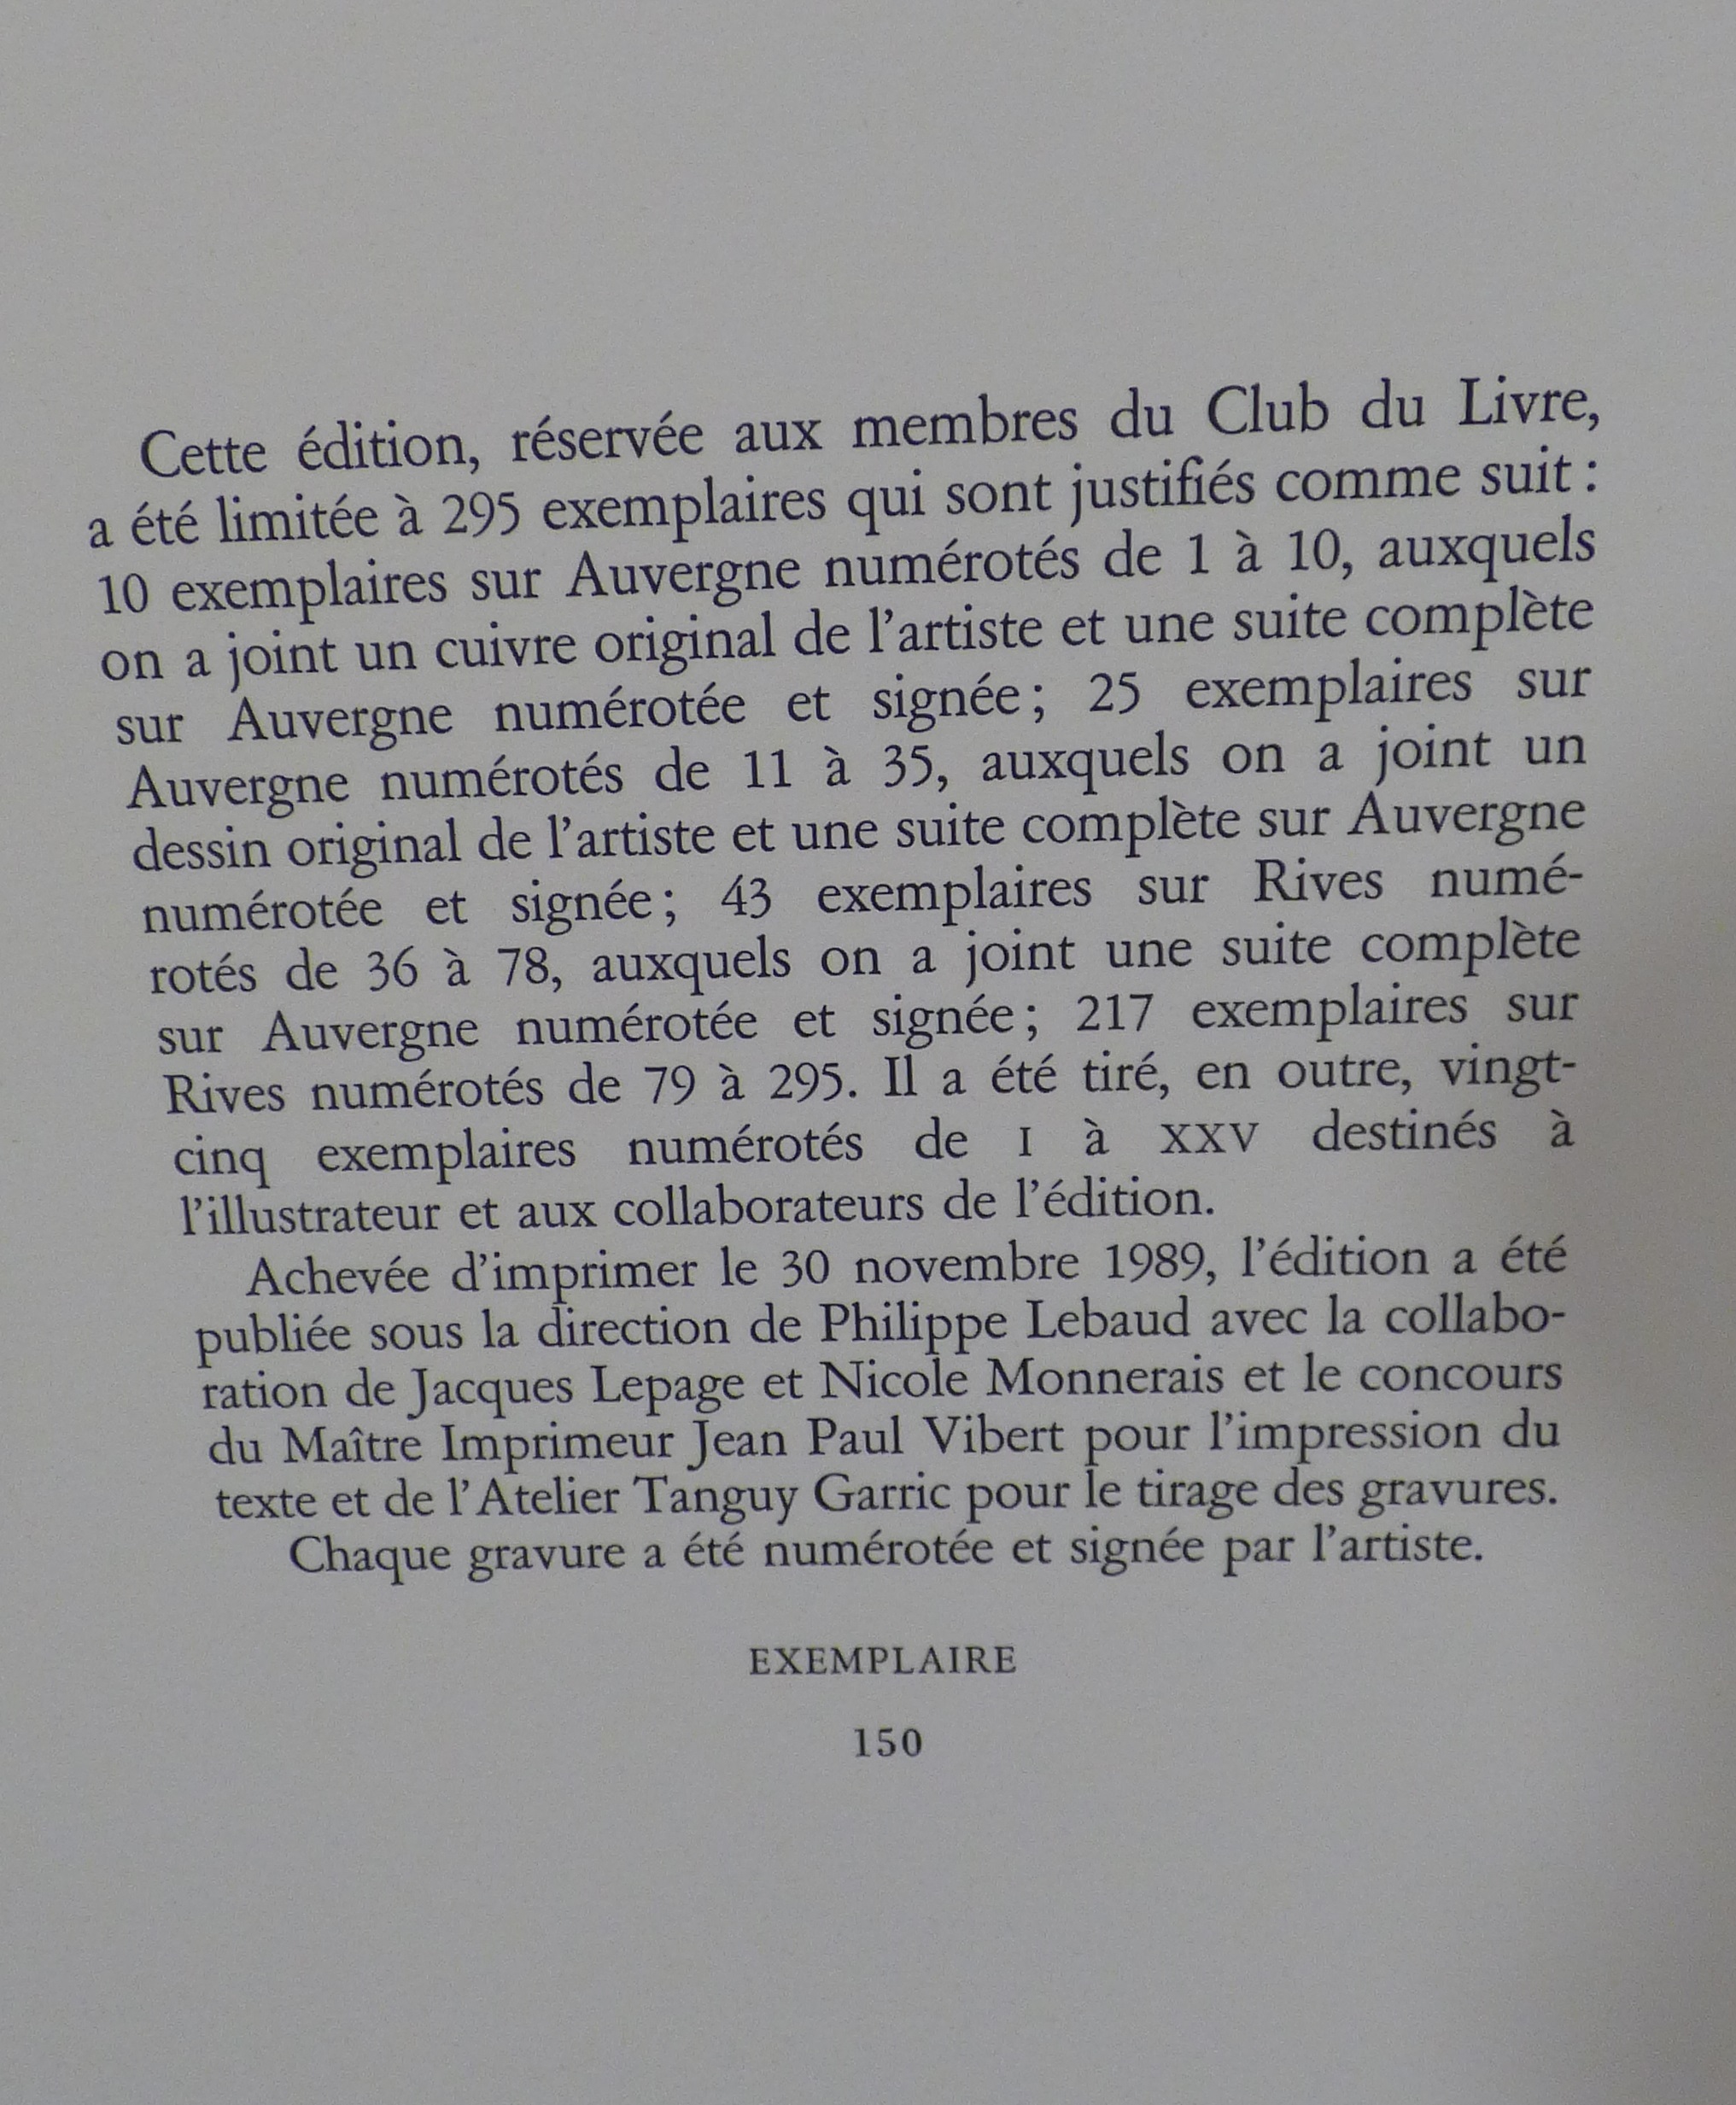 Cette édition, réservée aux membres du Club du Livre,
a été limitée à 295 exemplaires qui sont justifiés comme suit :
10 exemplaires sur Auvergne numérotés de 1 à 10, auxquels
on a joint un cuivre original de l'artiste et une suite complète
sur Auvergne numérotée et signée ; 25 exemplaires sur
Auvergne numérotés de 11 à 35, auxquels on a joint un
dessin original de l'artiste et une suite complète sur Auvergne
numérotée et signée ; 43 exemplaires sur Rives numé-
rotés de 36 à 78, auxquels on a joint une suite complète
sur Auvergne numérotée et signée ; 217 exemplaires sur
Rives numérotés de 79 à 295. Il a été tiré, en outre, vingt-
cinq exemplaires numérotés de I à XXV destinés à
l'illustrateur et aux collaborateurs de l'édition.
Achevée d'imprimer le 30 novembre 1989, l'édition a été
publiée sous la direction de Philippe Lebaud avec la collabo-
ration de Jacques Lepage et Nicole Monnerais et le concours
du Maître Imprimeur Jean Paul Vibert pour l'impression du
texte et de l'Atelier Tanguy Garric pour le tirage des gravures.
Chaque gravure a été numérotée et signée par l'artiste.
EXEMPLAIRE
150